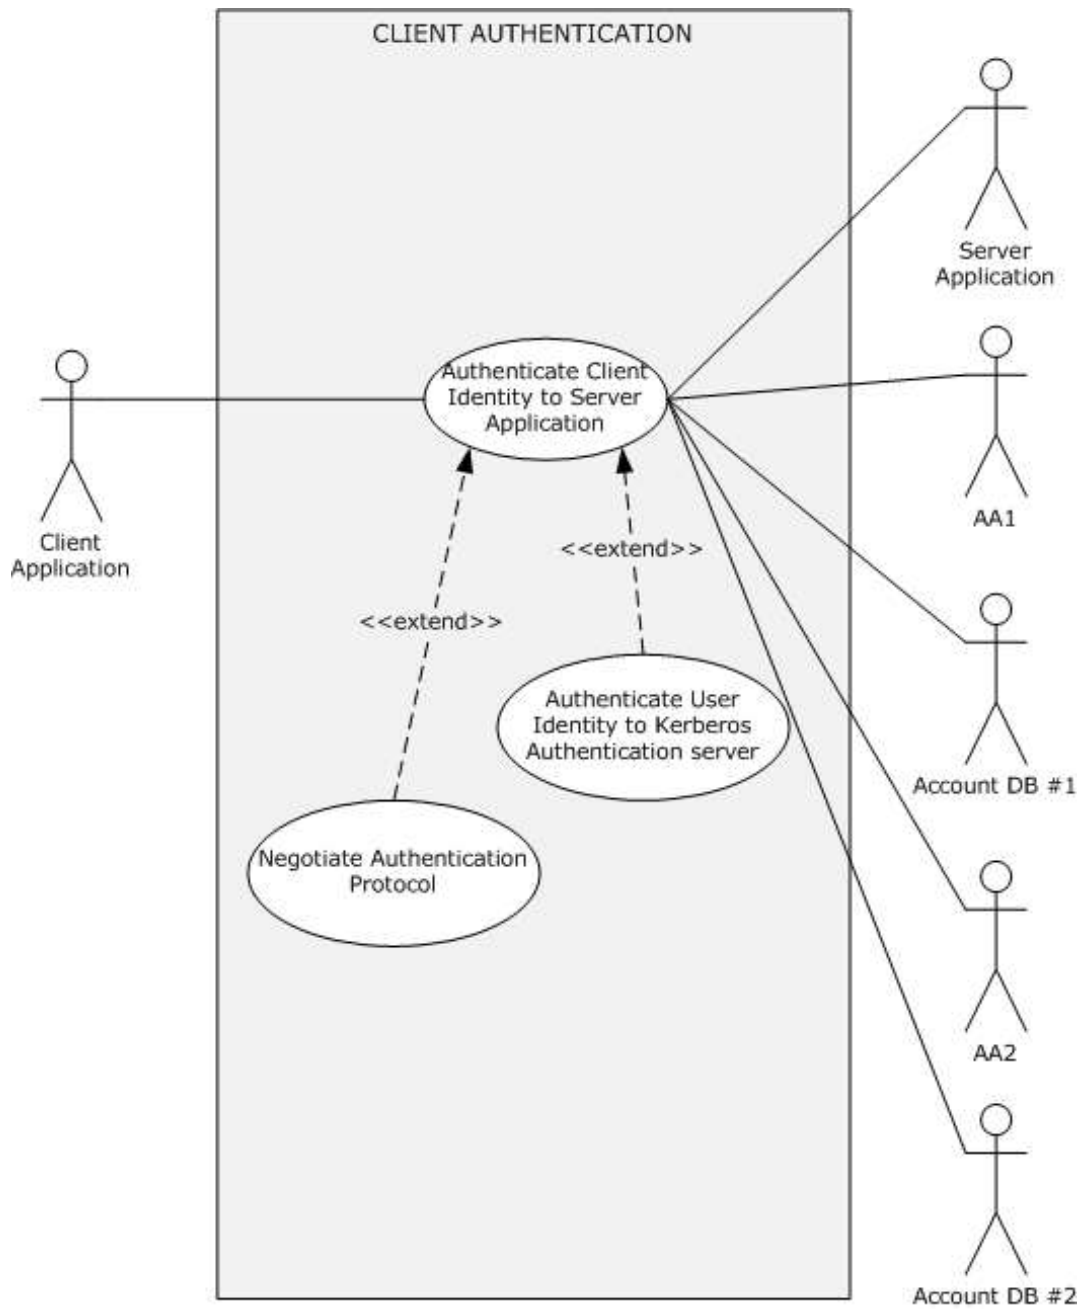 CLIENT AUTHENTICATION
Server
Application
Authenticate Client
Identity to Server
Application
Client
Application
AA1
<<extend>>
<<extend>>
Authenticate User
Identity to Kerberos
Authentication server
Account DB #1
Negotiate Authentication
Protocol
AA2
Account DB #2